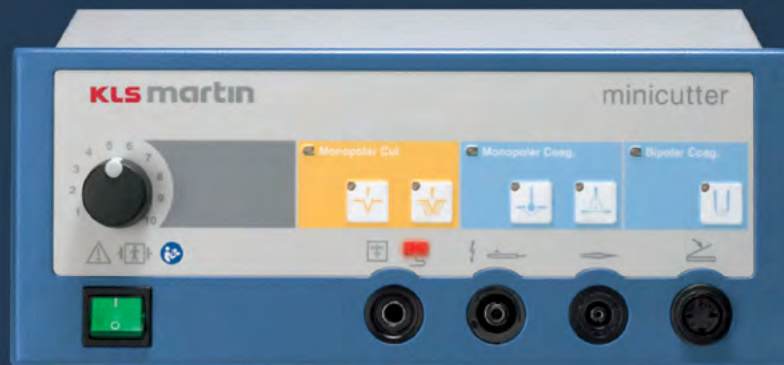 KLS martin
minicutter
Monopolar Cut
Monopolar Coag.
Bipolar Coag.
1
2
3
4
5
6
7
8
9
10
I
O